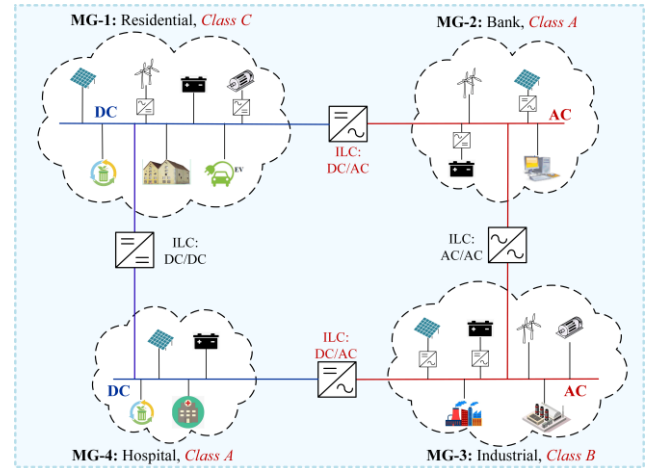 MG-1: Residential, Class C
MG-2: Bank, Class A
DC
AC
EV
ILC:
DC/AC
ILC:
DC/DC
ILC:
AC/AC
ILC:
DC/AC
DC
AC
MG-4: Hospital, Class A
MG-3: Industrial, Class B